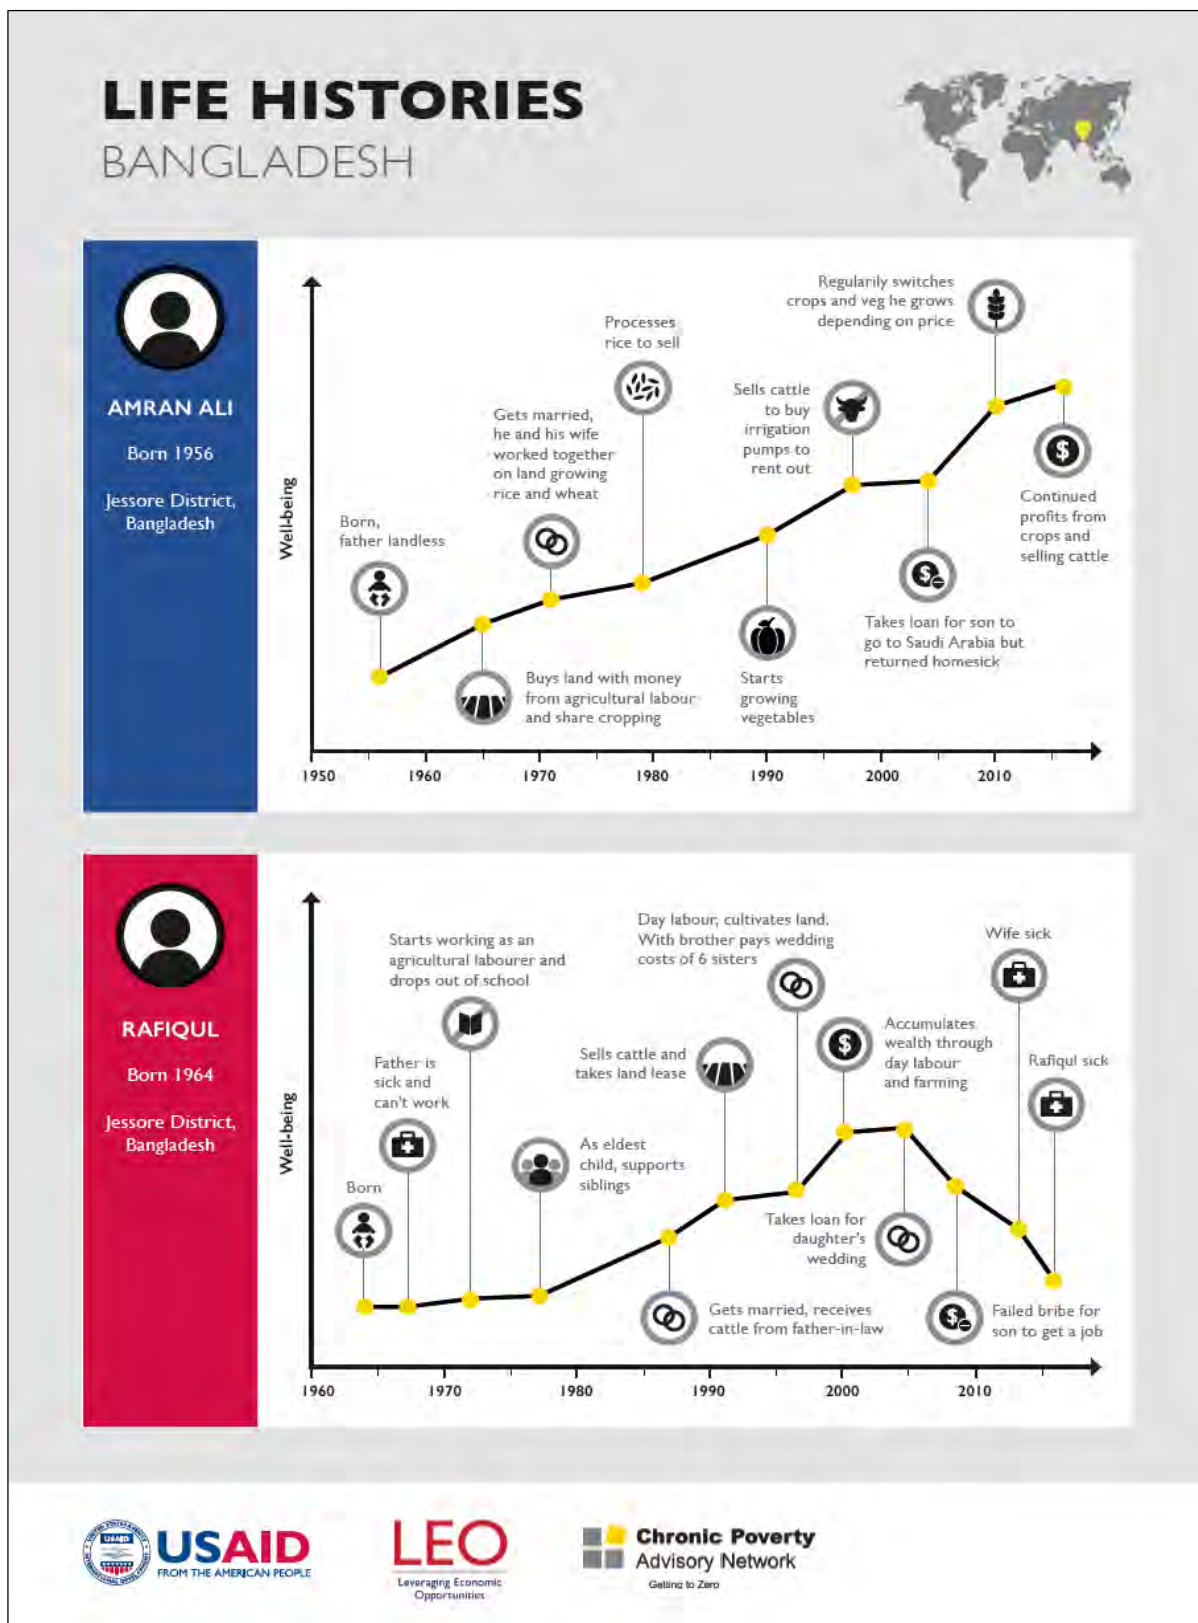 LIFE HISTORIES
BANGLADESH
AMRAN ALI
Born 1956
Jessore District,
Bangladesh
Well-being
Born,
father landless
Buys land with money
from agricultural labour
and share cropping
Gets married,
he and his wife
worked together
on land growing
rice and wheat
Processes
rice to sell
Starts
growing
vegetables
Sells cattle
to buy
irrigation
pumps to
rent out
Takes loan for son to
go to Saudi Arabia but
returned homesick
Regularily switches
crops and veg he grows
depending on price
Continued
profits from
crops and
selling cattle
1950 1960 1970 1980 1990 2000 2010
RAFIQUL
Born 1964
Jessore District,
Bangladesh
Well-being
Born
Father is
sick and
can't work
Starts working as an
agricultural labourer and
drops out of school
As eldest
child, supports
siblings
Gets married, receives
cattle from father-in-law
Sells cattle and
takes land lease
Day labour, cultivates land.
With brother pays wedding
costs of 6 sisters
Accumulates
wealth through
day labour
and farming
Takes loan for
daughter's
wedding
Failed bribe for
son to get a job
Wife sick
Rafiqul sick
1960 1970 1980 1990 2000 2010
USAID
USAID
FROM THE AMERICAN PEOPLE
LEO
Leveraging Economic
Opportunities
Chronic Poverty
Advisory Network
Getting to Zero